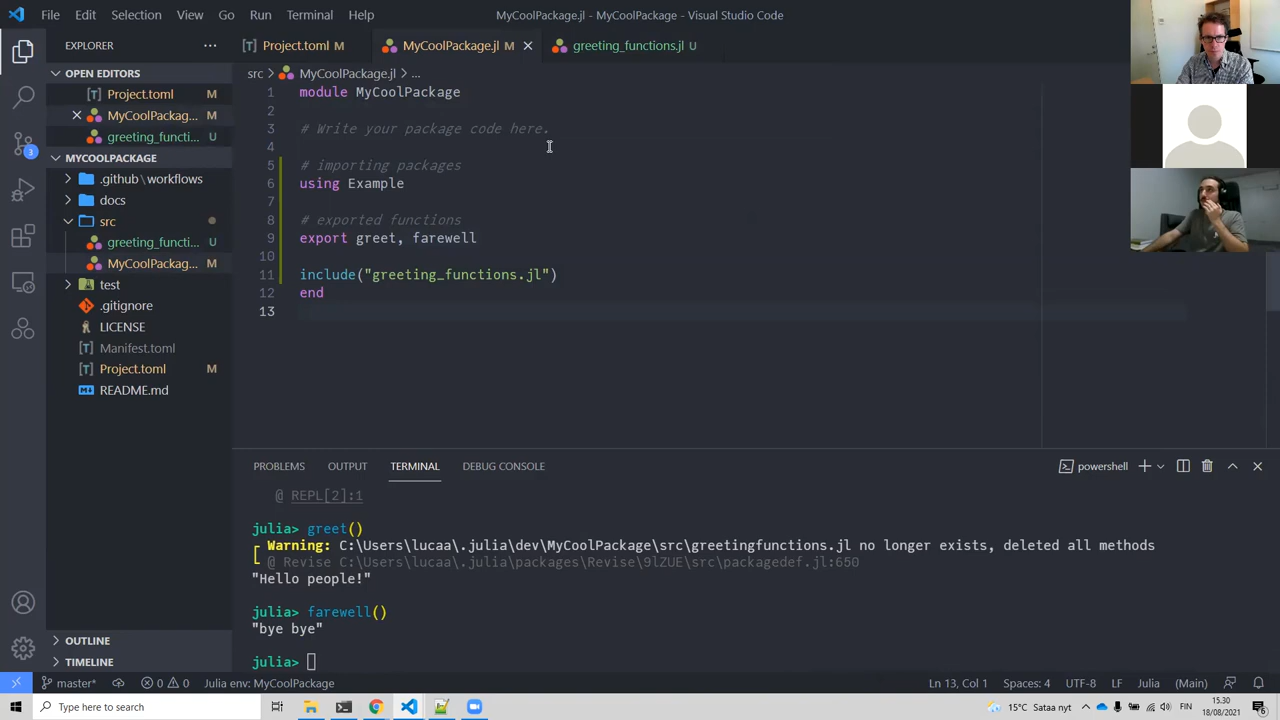 File Edit Selection View Go Run Terminal Help
MyCoolPackage.jl - MyCoolPackage - Visual Studio Code
EXPLORER
OPEN EDITORS
Project.toml M
MyCoolPackag... M
greeting_functi... U
MYCOOLPACKAGE
.github\workflows
docs
src
greeting_functi... U
MyCoolPackag... M
test
.gitignore
LICENSE
Manifest.toml
Project.toml M
README.md
OUTLINE
TIMELINE
Project.toml M
MyCoolPackage.jl M
greeting_functions.jl U
src > MyCoolPackage.jl > ...
1 module MyCoolPackage
2
3 # Write your package code here.
4
5 # importing packages
6 using Example
7
8 # exported functions
9 export greet, farewell
10
11 include("greeting_functions.jl")
12 end
13
PROBLEMS OUTPUT TERMINAL DEBUG CONSOLE
powershell
@ REPL[2]:1
julia> greet()
┌ Warning: C:\Users\lucaa\.julia\dev\MyCoolPackage\src\greetingfunctions.jl no longer exists, deleted all methods
└ @ Revise C:\Users\lucaa\.julia\packages\Revise\9lZUE\src\packagedef.jl:650
"Hello people!"
julia> farewell()
"bye bye"
julia>
3
master* 0 0 Julia env: MyCoolPackage
Ln 13, Col 1 Spaces: 4 UTF-8 LF Julia (Main)
Type here to search
15°C Sataa nyt
FIN
15.30
18/08/2021
6